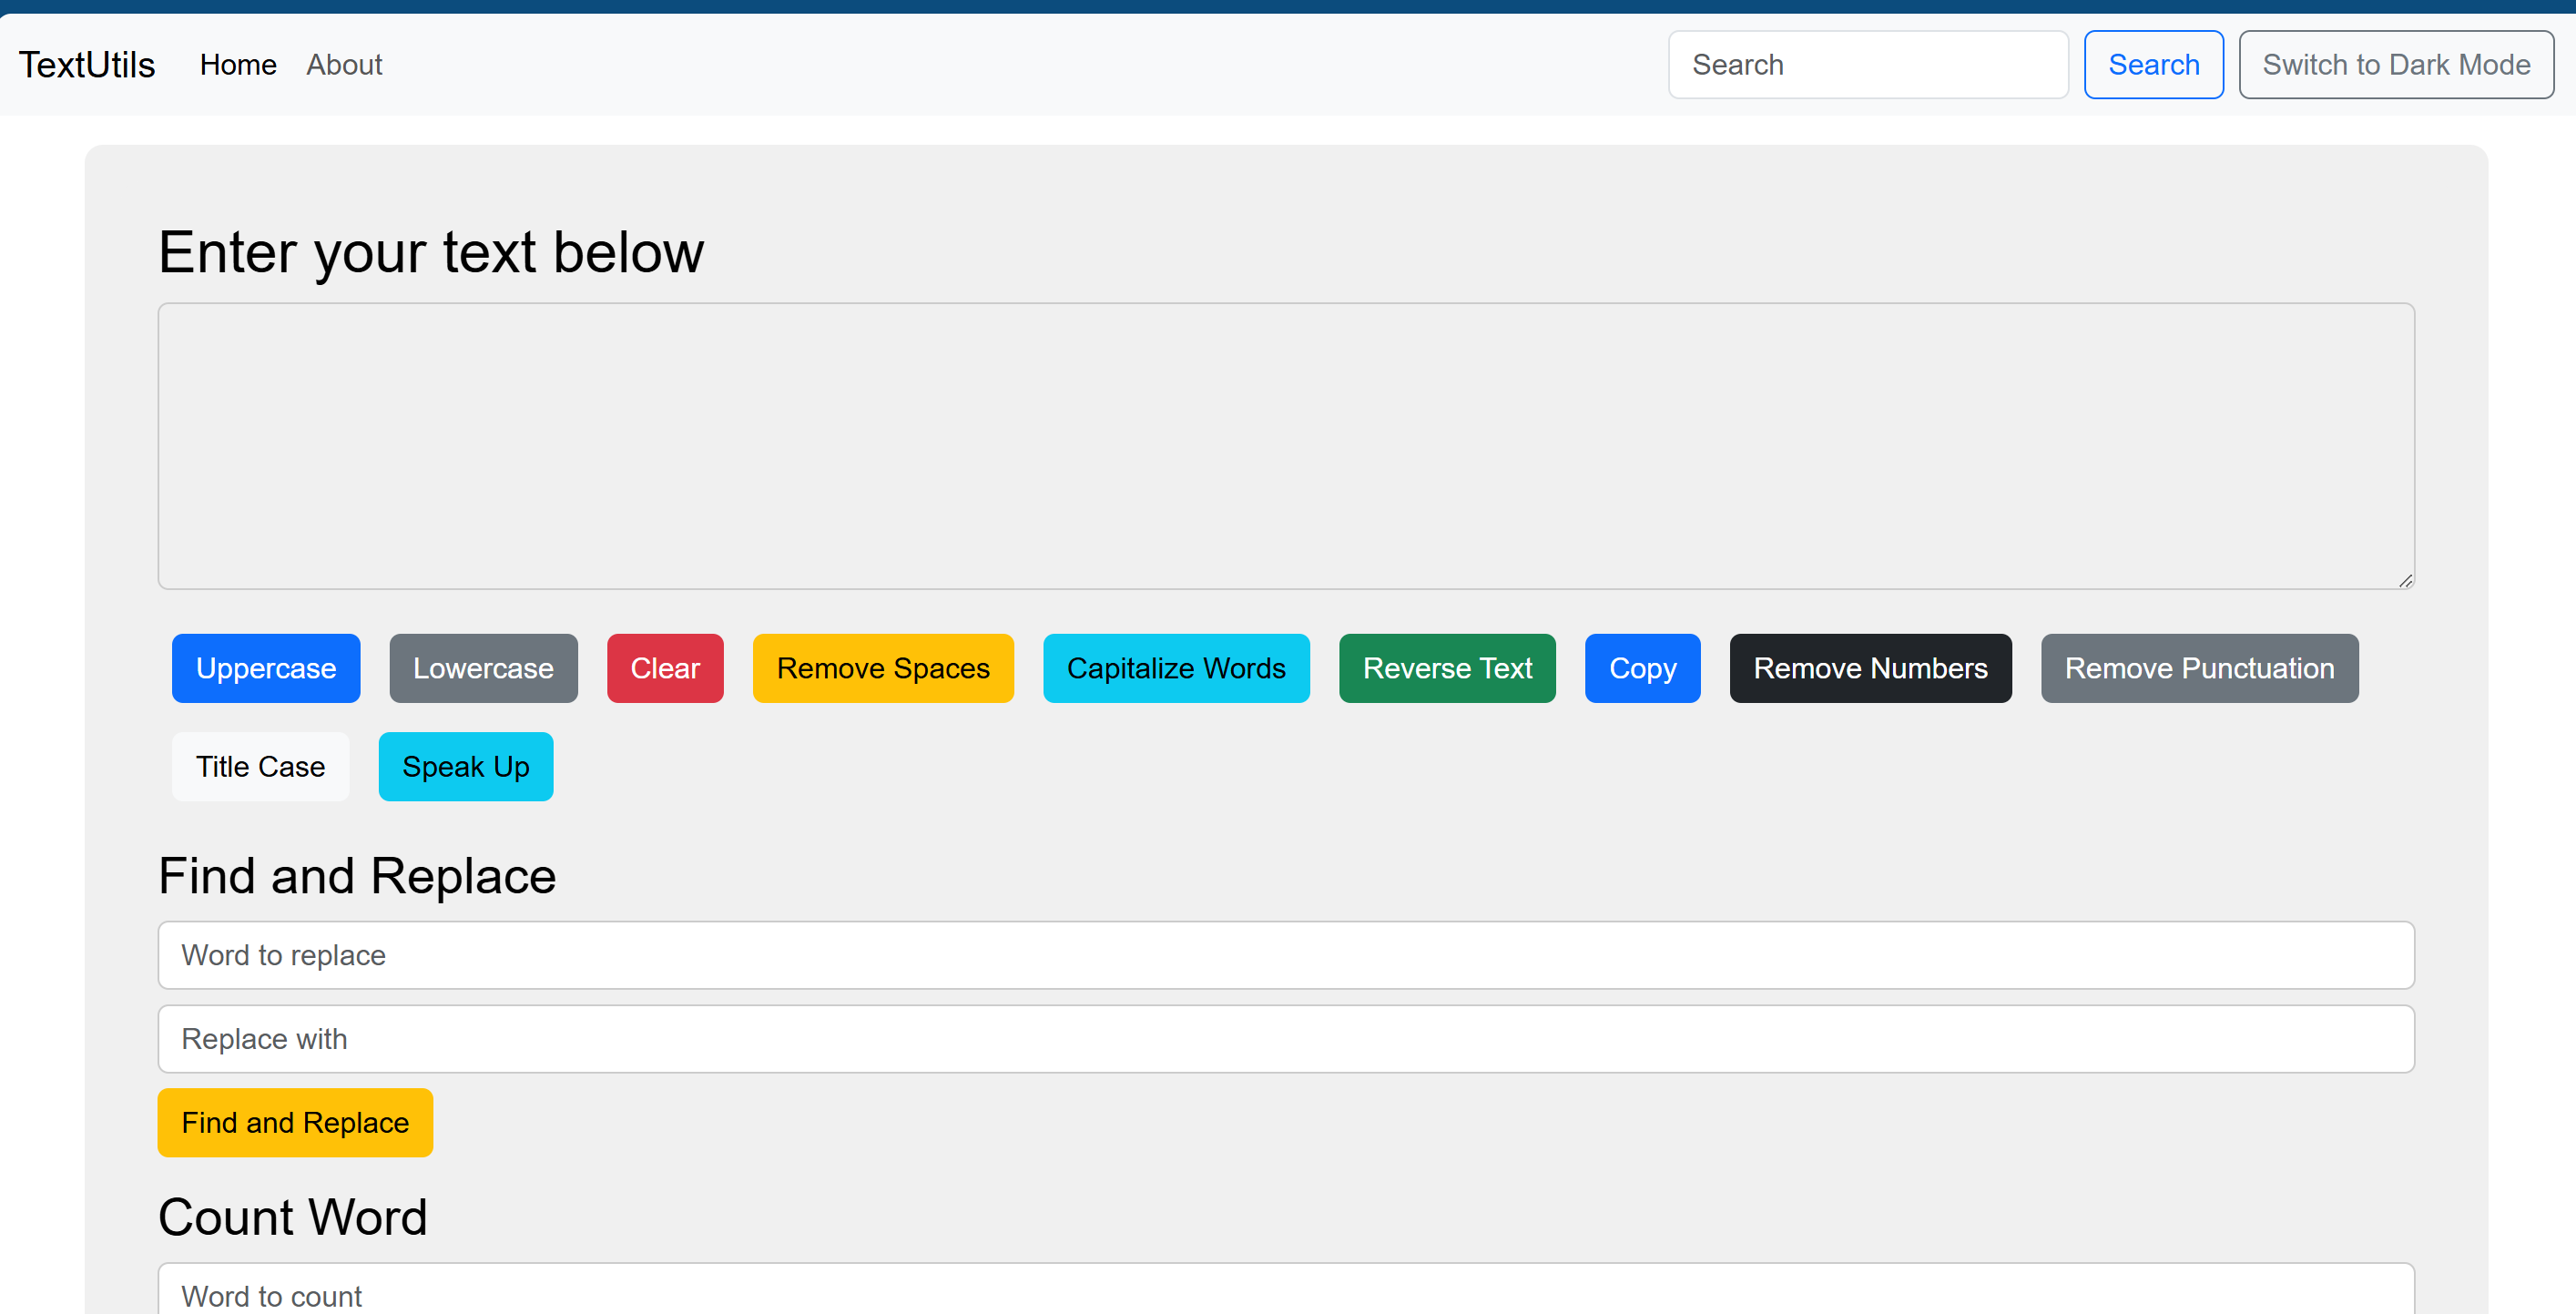 TextUtils Home About Search Search Switch to Dark Mode
Enter your text below
Uppercase Lowercase Clear Remove Spaces Capitalize Words Reverse Text Copy Remove Numbers Remove Punctuation
Title Case Speak Up
Find and Replace
Word to replace
Replace with
Find and Replace
Count Word
Word to count